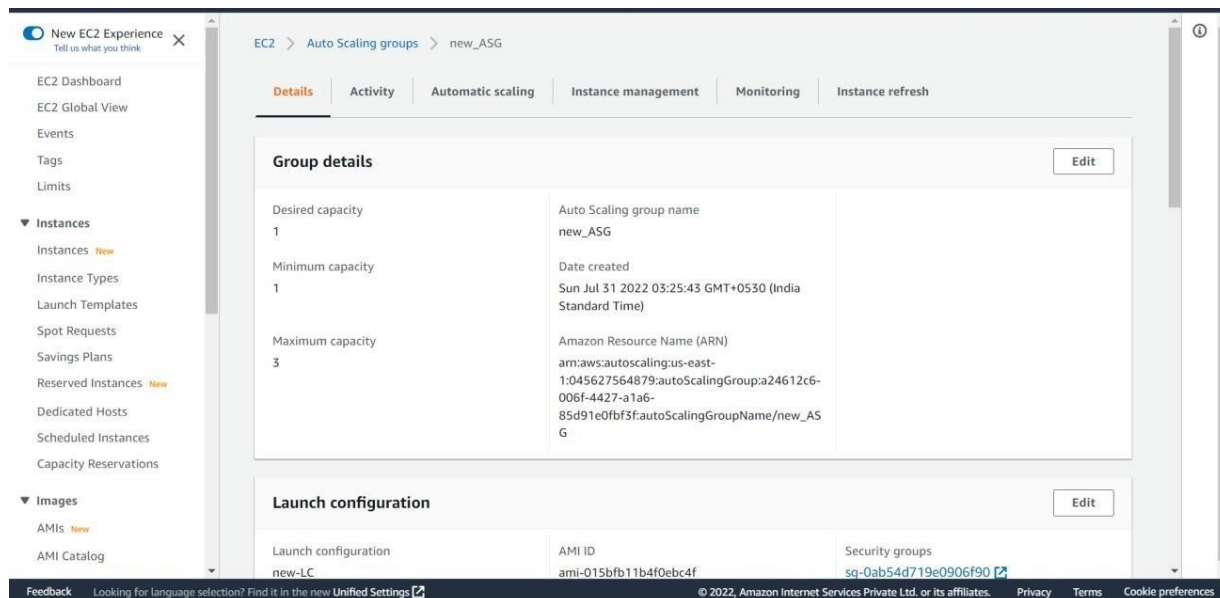 New EC2 Experience
Tell us what you think
EC2 Dashboard
EC2 Global View
Events
Tags
Limits
Instances
Instances New
Instance Types
Launch Templates
Spot Requests
Savings Plans
Reserved Instances New
Dedicated Hosts
Scheduled Instances
Capacity Reservations
Images
AMIs New
AMI Catalog
EC2 > Auto Scaling groups > new_ASG
Details Activity Automatic scaling Instance management Monitoring Instance refresh
Group details Edit
Desired capacity
1
Minimum capacity
1
Maximum capacity
3
Auto Scaling group name
new_ASG
Date created
Sun Jul 31 2022 03:25:43 GMT+0530 (India
Standard Time)
Amazon Resource Name (ARN)
arn:aws:autoscaling:us-east-
1:045627564879:autoScalingGroup:a24612c6-
006f-4427-a1a6-
85d91e0fbf3f:autoScalingGroupName/new_AS
G
Launch configuration Edit
Launch configuration
new-LC
AMI ID
ami-015bfb11b4f0ebc4f
Security groups
sg-0ab54d719e0906f90
Feedback Looking for language selection? Find it in the new Unified Settings © 2022, Amazon Internet Services Private Ltd. or its affiliates. Privacy Terms Cookie preferences